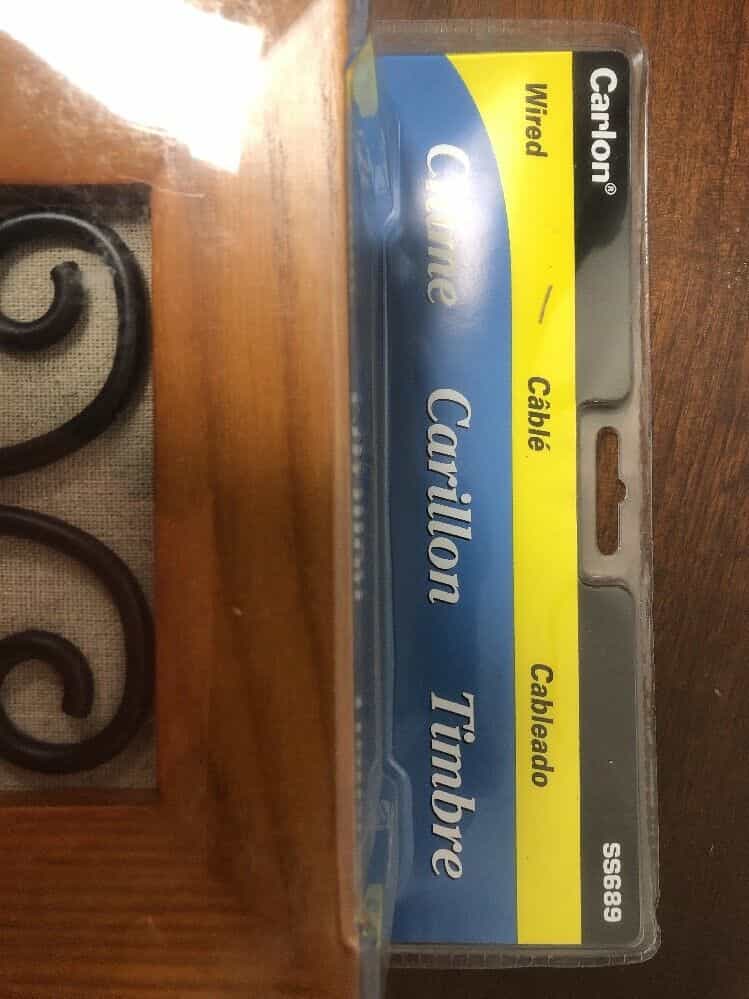 Carlon® SS689
Wired Câblé Cableado
Chime Carillon Timbre